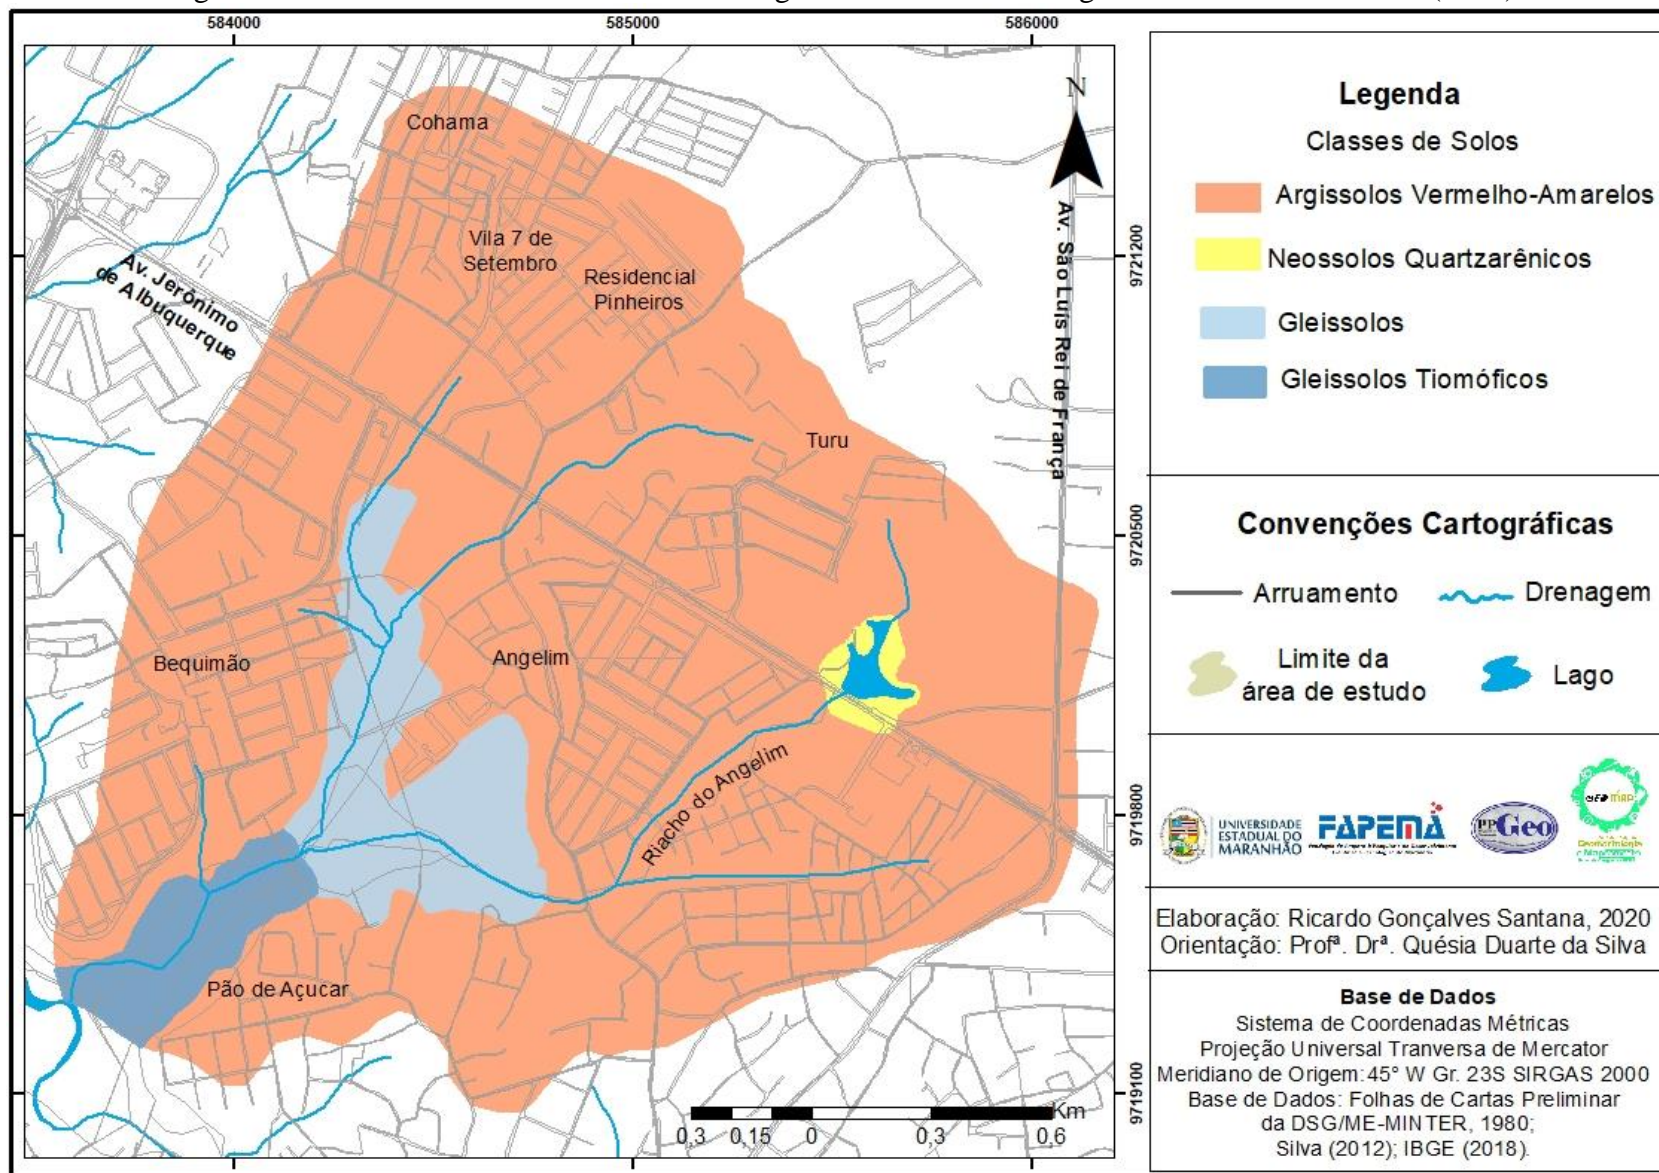 584000
585000
586000
N
Cohama
Vila 7 de
Setembro
Residencial
Pinheiros
Av. Jerônimo
de Albuquerque
Av. São Luís Rei de França
Turu
Bequimão
Angelim
Riacho do Angelim
Pão de Açucar
9721200
9720500
9719800
9719100
Km
0,3 0,15 0 0,3 0,6
Legenda
Classes de Solos
Argissolos Vermelho-Amarelos
Neossolos Quartzarênicos
Gleissolos
Gleissolos Tiomóficos
Convenções Cartográficas
Arruamento
Drenagem
Limite da
área de estudo
Lago
UNIVERSIDADE
ESTADUAL DO
MARANHÃO
FAPEMA
PPGeo
Elaboração: Ricardo Gonçalves Santana, 2020
Orientação: Profª. Drª. Quésia Duarte da Silva
Base de Dados
Sistema de Coordenadas Métricas
Projeção Universal Tranversa de Mercator
Meridiano de Origem: 45° W Gr. 23S SIRGAS 2000
Base de Dados: Folhas de Cartas Preliminar
da DSG/ME-MINTER, 1980;
Silva (2012); IBGE (2018).